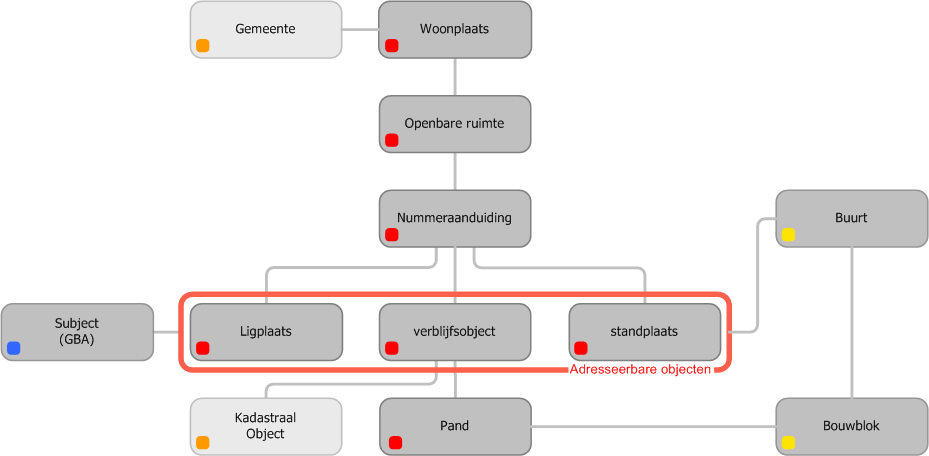 Gemeente
Woonplaats
Openbare ruimte
Nummeraanduiding
Buurt
Subject
(GBA)
Ligplaats
verblijfsobject
standplaats
Adresseerbare objecten
Kadastraal
Object
Pand
Bouwblok